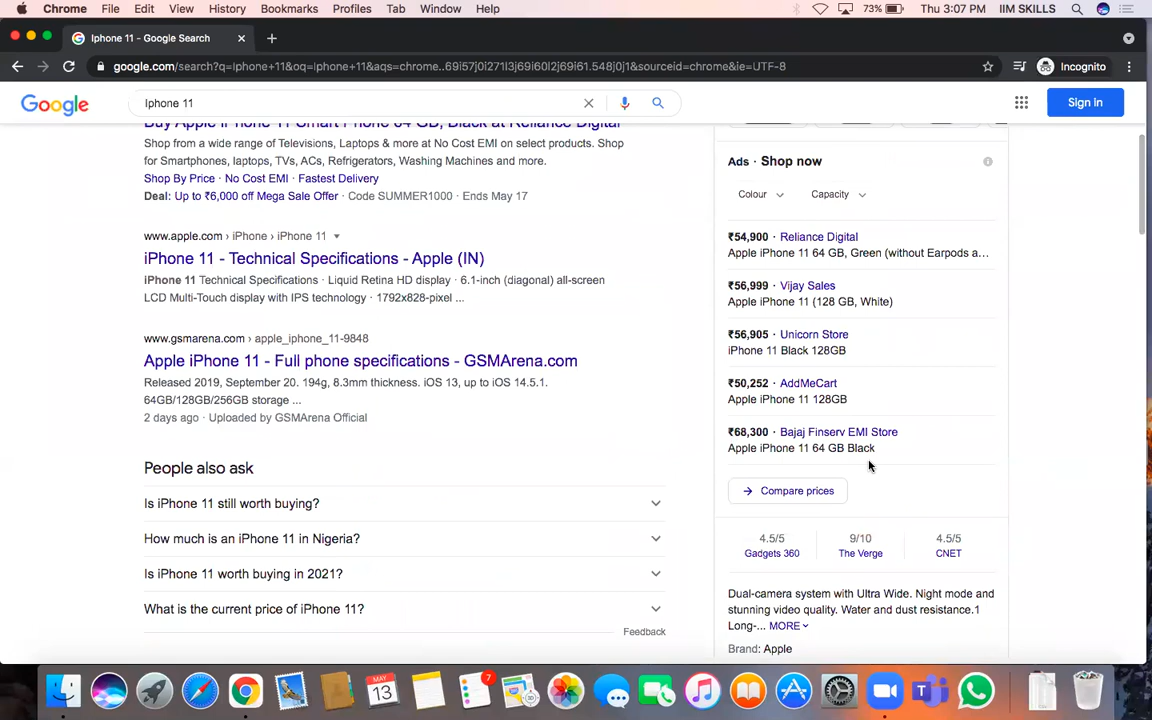 Chrome File Edit View History Bookmarks Profiles Tab Window Help 73% Thu 3:07 PM IIM SKILLS
Iphone 11 - Google Search
google.com/search?q=Iphone+11&oq=Iphone+11&aqs=chrome..69i57j0i271l3j69i60l2j69i61.548j0j1&sourceid=chrome&ie=UTF-8
Incognito
Google
Iphone 11
Sign in
Buy Apple iPhone 11 Smart Phone 64 GB, Black at Reliance Digital
Shop from a wide range of Televisions, Laptops & more at No Cost EMI on select products. Shop
for Smartphones, laptops, TVs, ACs, Refrigerators, Washing Machines and more.
Shop By Price · No Cost EMI · Fastest Delivery
Deal: Up to ₹6,000 off Mega Sale Offer · Code SUMMER1000 · Ends May 17
www.apple.com › iPhone › iPhone 11
iPhone 11 - Technical Specifications - Apple (IN)
iPhone 11 Technical Specifications · Liquid Retina HD display · 6.1-inch (diagonal) all-screen
LCD Multi-Touch display with IPS technology · 1792x828-pixel ...
www.gsmarena.com › apple_iphone_11-9848
Apple iPhone 11 - Full phone specifications - GSMArena.com
Released 2019, September 20. 194g, 8.3mm thickness. iOS 13, up to iOS 14.5.1.
64GB/128GB/256GB storage ...
2 days ago · Uploaded by GSMArena Official
People also ask
Is iPhone 11 still worth buying?
How much is an iPhone 11 in Nigeria?
Is iPhone 11 worth buying in 2021?
What is the current price of iPhone 11?
Feedback
Ads · Shop now
Colour Capacity
₹54,900 · Reliance Digital
Apple iPhone 11 64 GB, Green (without Earpods a...
₹56,999 · Vijay Sales
Apple iPhone 11 (128 GB, White)
₹56,905 · Unicorn Store
iPhone 11 Black 128GB
₹50,252 · AddMeCart
Apple iPhone 11 128GB
₹68,300 · Bajaj Finserv EMI Store
Apple iPhone 11 64 GB Black
Compare prices
4.5/5 9/10 4.5/5
Gadgets 360 The Verge CNET
Dual-camera system with Ultra Wide. Night mode and
stunning video quality. Water and dust resistance.1
Long-... MORE
Brand: Apple
MAY
13
7